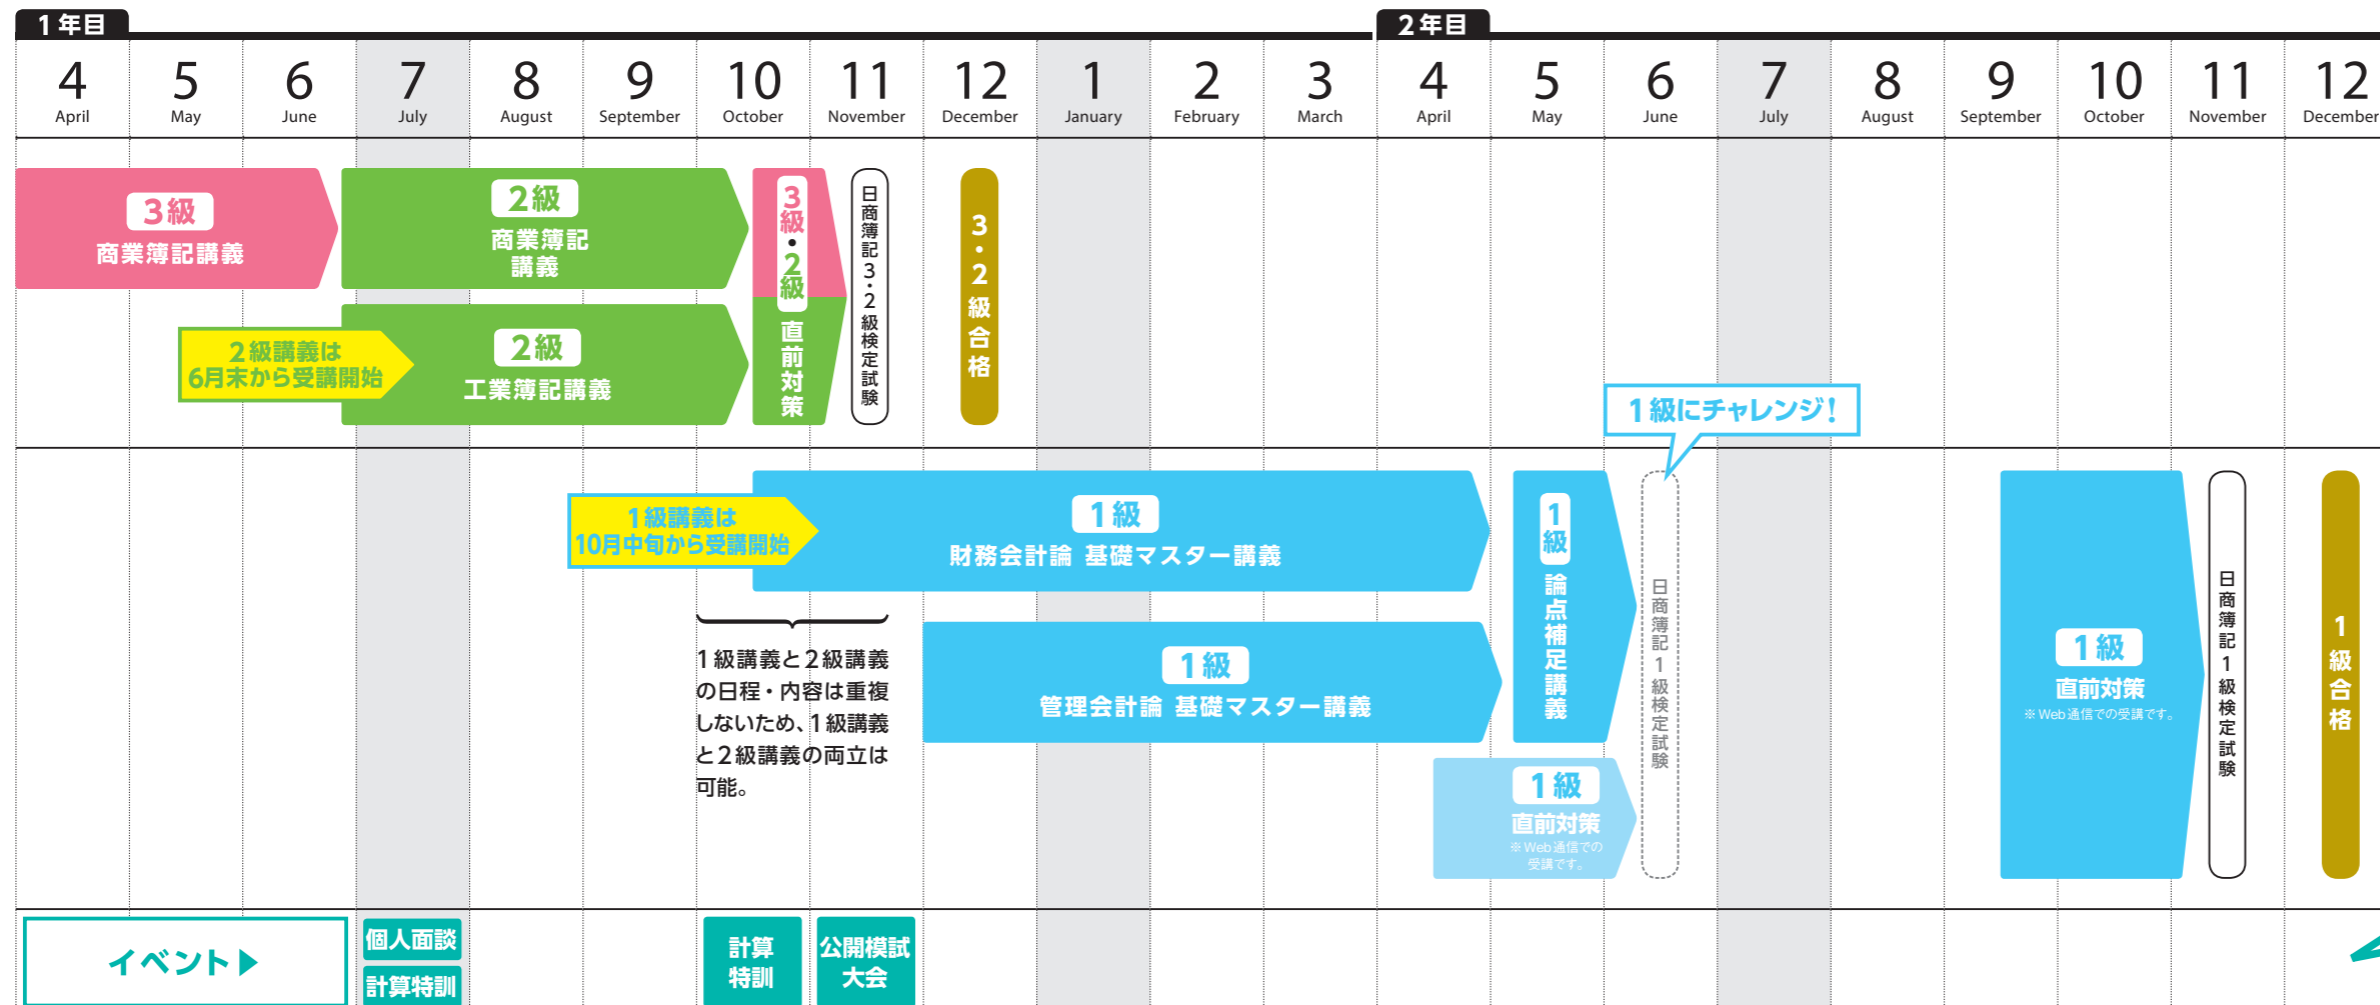 1年目
2年目
4 5 6 7 8 9 10 11 12 1 2 3 4 5 6 7 8 9 10 11 12
April May June July August September October November December January February March April May June July August September October November December
3級
商業簿記講義
2級
商業簿記
講義
2級講義は
6月末から受講開始
2級
工業簿記講義
3級・2級 直前対策
日商簿記3・2級検定試験
3・2級合格
1級にチャレンジ!
1級講義は
10月中旬から受講開始
1級
財務会計論 基礎マスター講義
1級講義と2級講義
の日程・内容は重複
しないため、1級講義
と2級講義の両立は
可能。
1級
管理会計論 基礎マスター講義
1級 論点補足講義
1級
直前対策
※Web通信での
受講です。
日商簿記1級検定試験
1級
直前対策
※Web通信での受講です。
日商簿記1級検定試験
1級合格
イベント▶
個人面談
計算特訓
計算
特訓
公開模試
大会